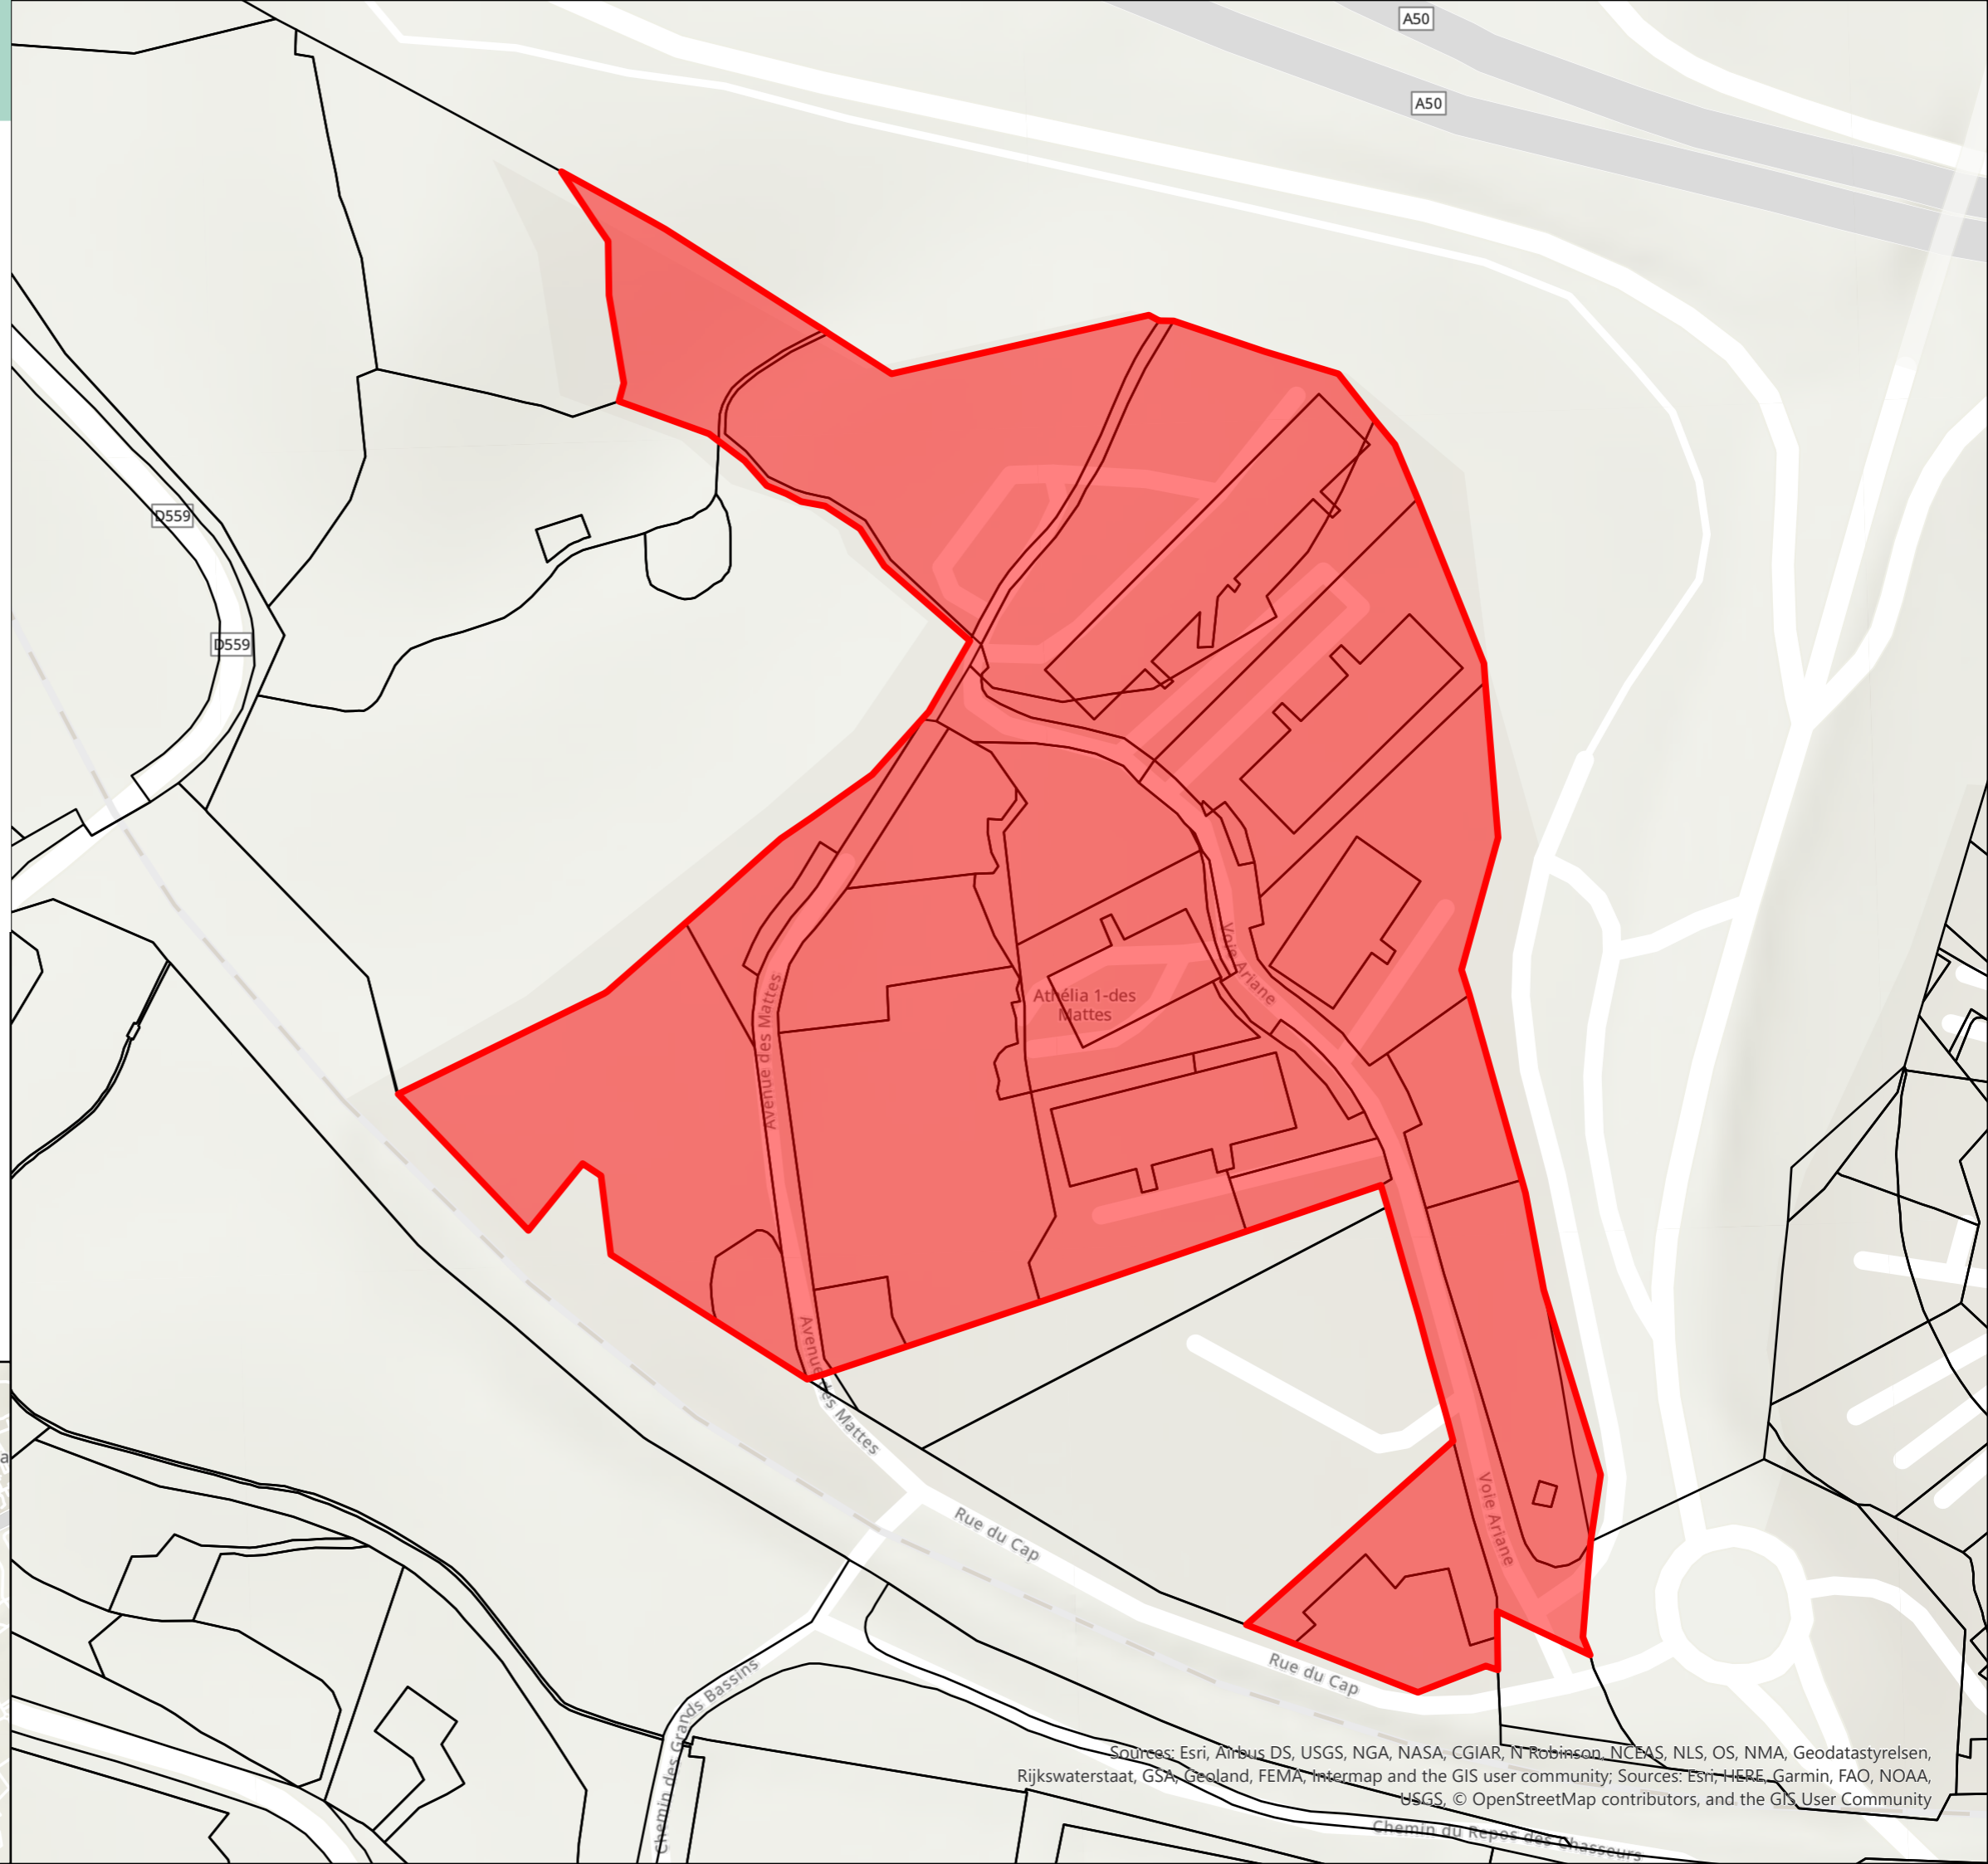 A50
A50
D559
D559
Voie Ariane
Athélia 1-des
Mattes
Avenue des Mattes
Avenue des Mattes
Voie Ariane
Rue du Cap
Rue du Cap
Chemin des Grands Bassins
Sources: Esri, Airbus DS, USGS, NGA, NASA, CGIAR, N Robinson, NCEAS, NLS, OS, NMA, Geodatastyrelsen,
Rijkswaterstaat, GSA, Geoland, FEMA, Intermap and the GIS user community; Sources: Esri, HERE, Garmin, FAO, NOAA,
USGS, © OpenStreetMap contributors, and the GIS User Community
Chemin du Repos des Chasseurs